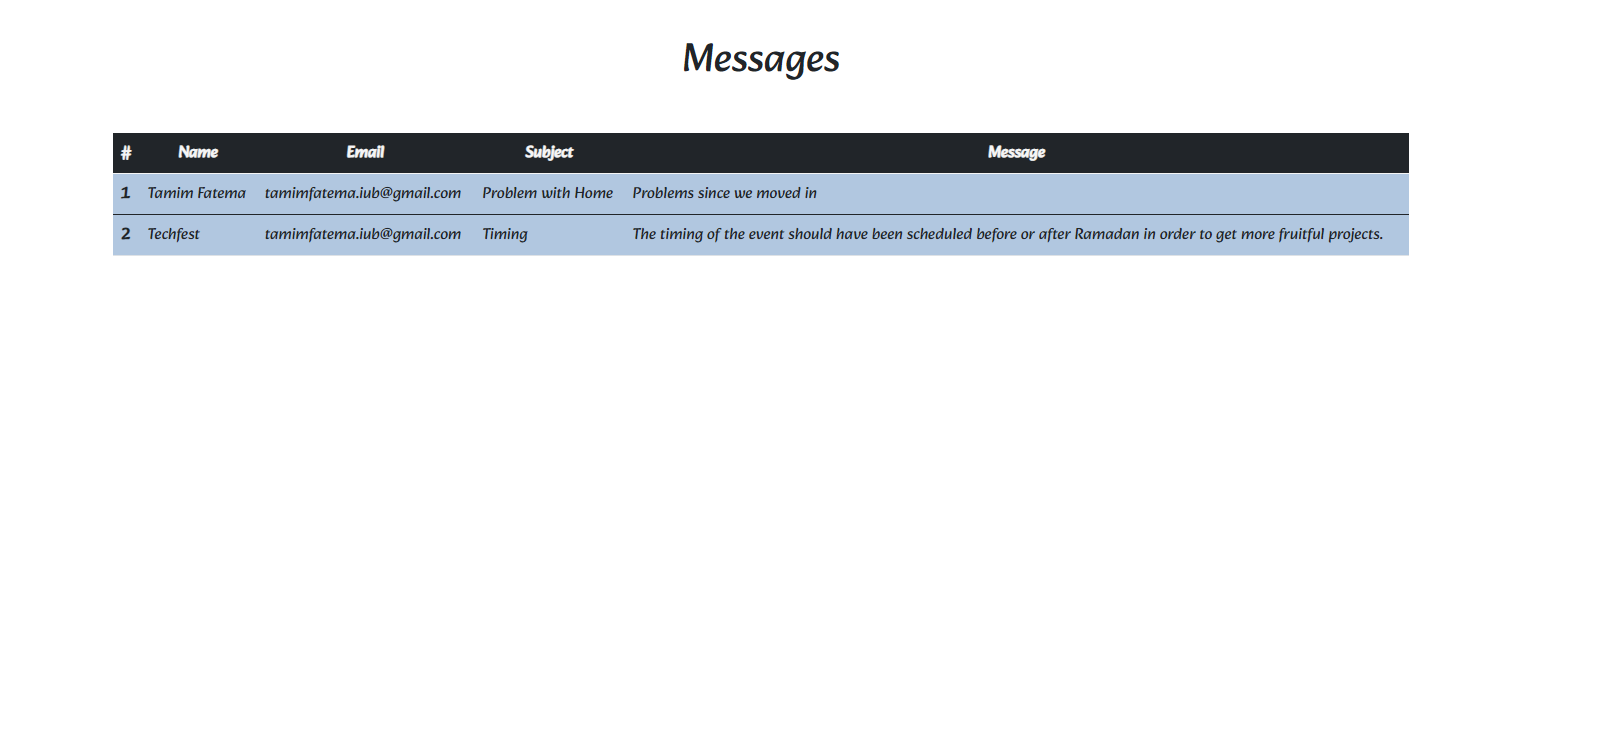 Messages
# Name Email Subject Message
1 Tamim Fatema tamimfatema.iub@gmail.com Problem with Home Problems since we moved in
2 Techfest tamimfatema.iub@gmail.com Timing The timing of the event should have been scheduled before or after Ramadan in order to get more fruitful projects.